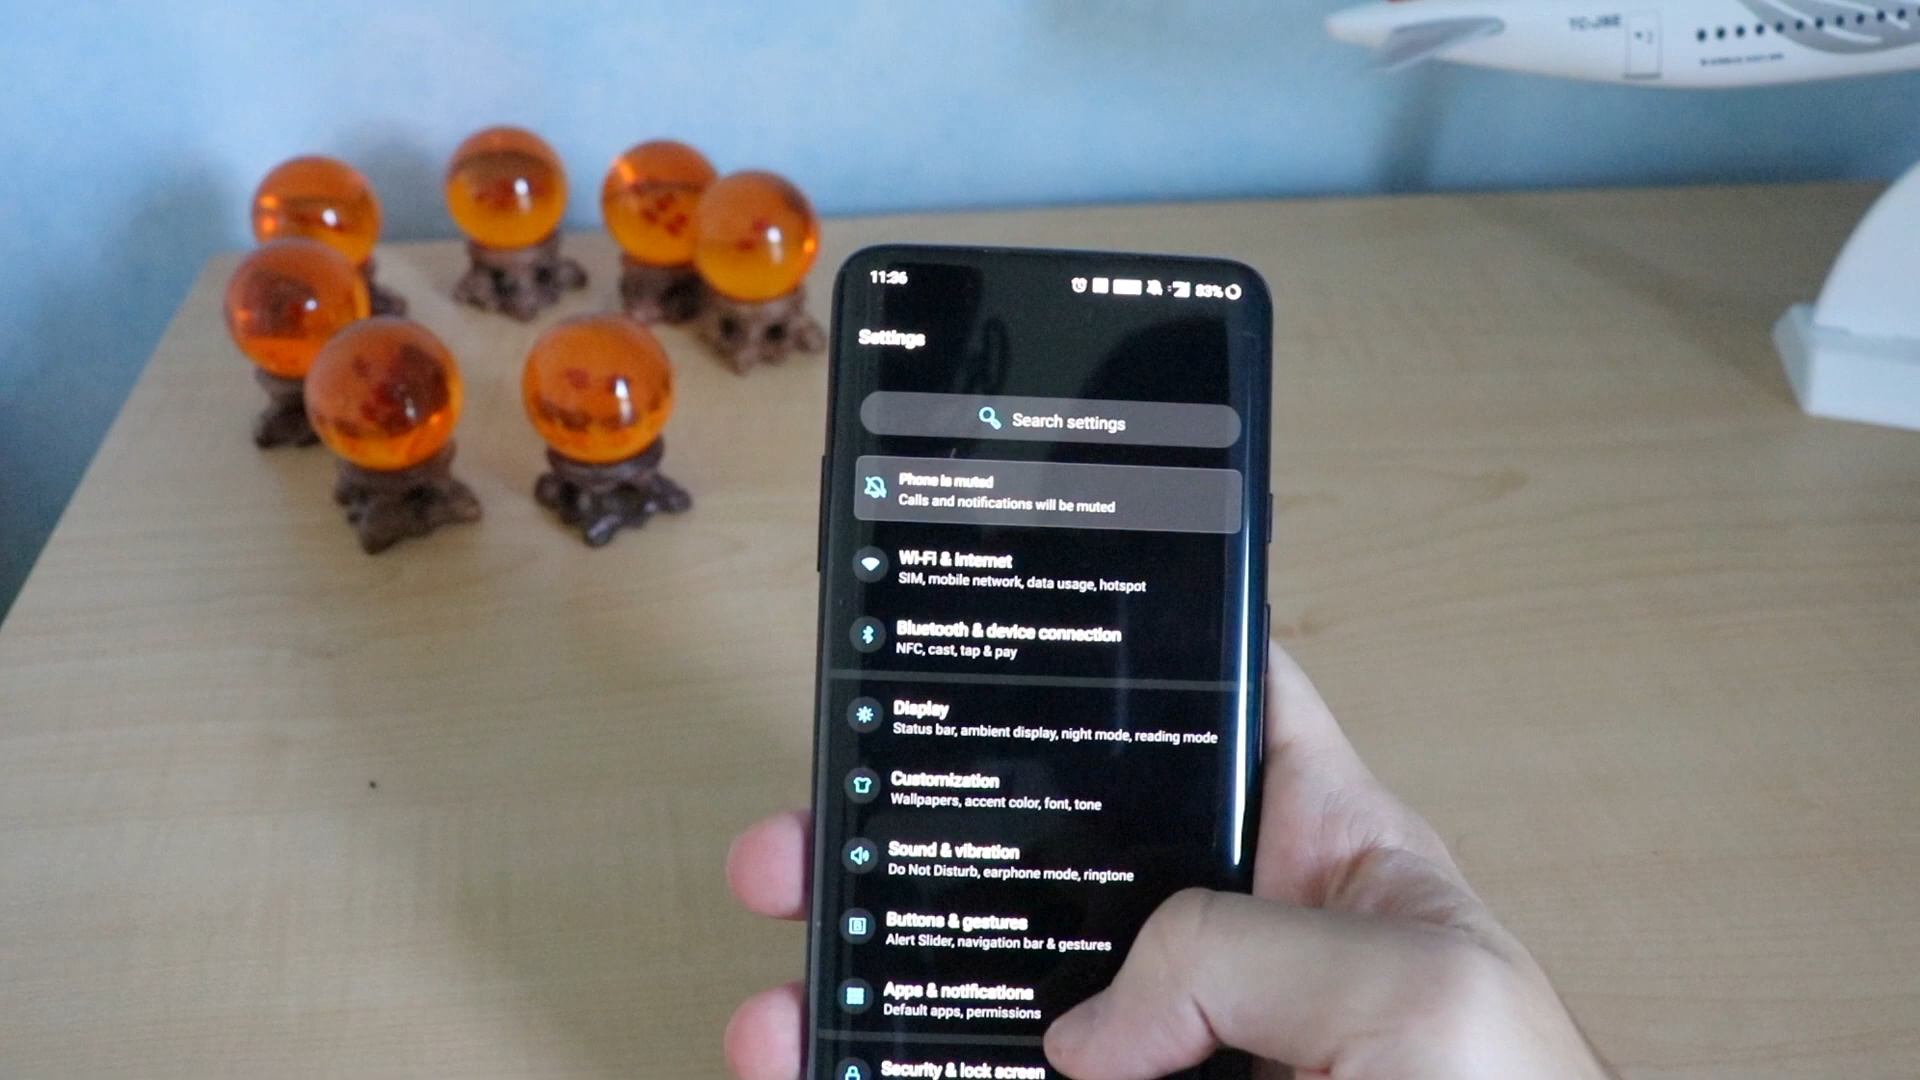 11:36
83%
Settings
Search settings
Phone is muted
Calls and notifications will be muted
Wi-Fi & internet
SIM, mobile network, data usage, hotspot
Bluetooth & device connection
NFC, cast, tap & pay
Display
Status bar, ambient display, night mode, reading mode
Customization
Wallpapers, accent color, font, tone
Sound & vibration
Do Not Disturb, earphone mode, ringtone
Buttons & gestures
Alert Slider, navigation bar & gestures
Apps & notifications
Default apps, permissions
Security & lock screen